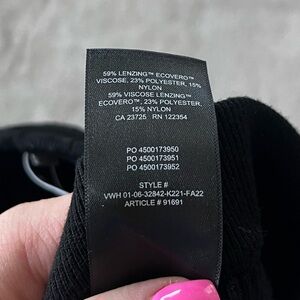 59% LENZING™ ECOVERO™
VISCOSE, 23% POLYESTER, 15%
NYLON
59% VISCOSE LENZING™
ECOVERO™, 23% POLYESTER,
15% NYLON
CA 23725 RN 122354
PO 4500173950
PO 4500173951
PO 4500173952
STYLE #
VWH 01-06-32842-K221-FA22
ARTICLE # 91691